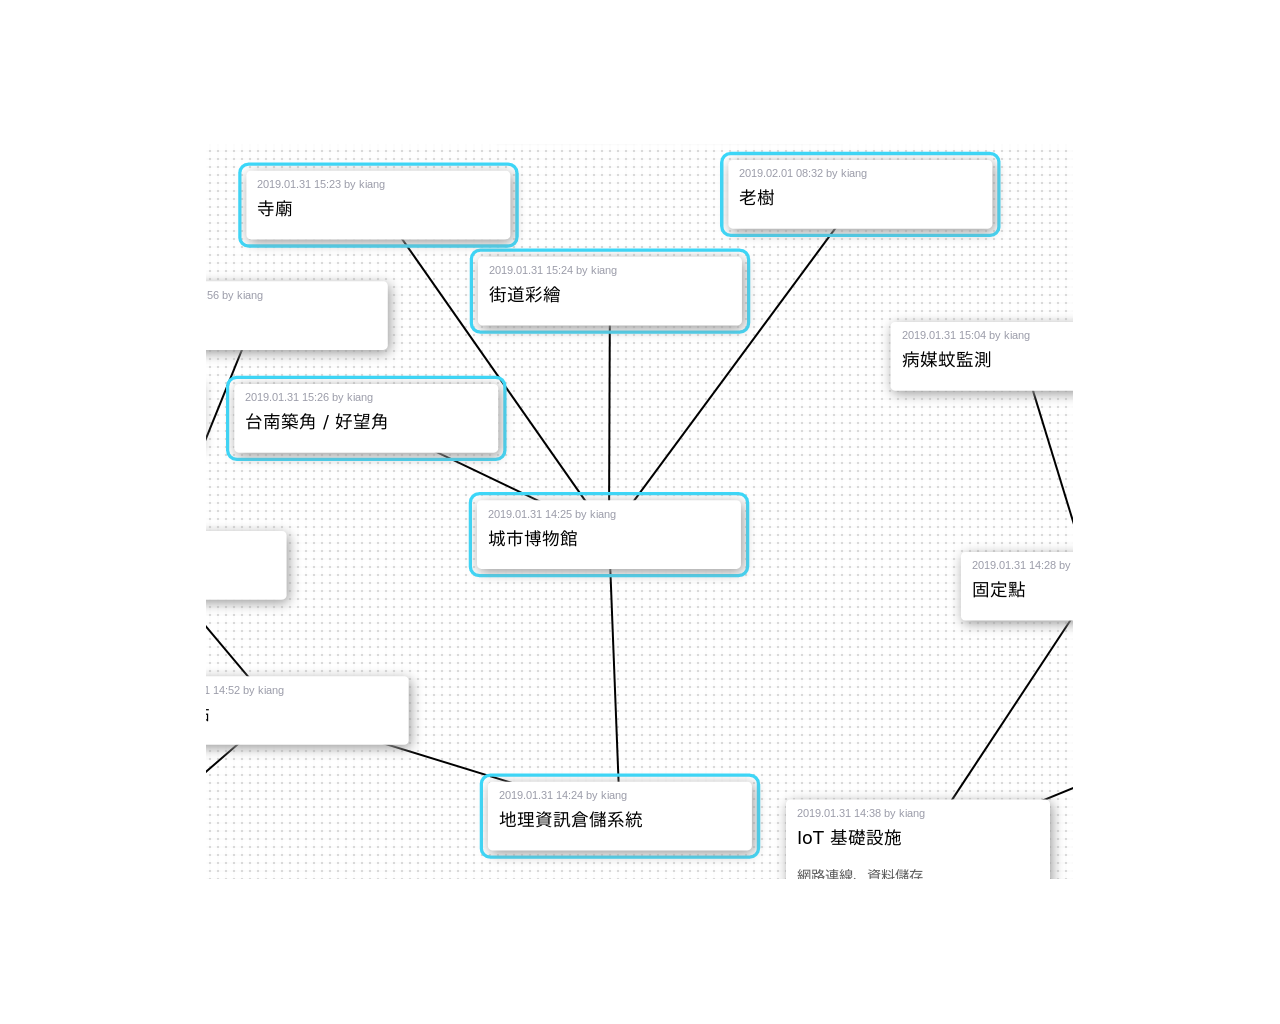 2019.01.31 15:23 by kiang
寺廟
2019.02.01 08:32 by kiang
老樹
2019.01.31 15:24 by kiang
街道彩繪
56 by kiang
2019.01.31 15:04 by kiang
病媒蚊監測
2019.01.31 15:26 by kiang
台南築角 / 好望角
2019.01.31 14:25 by kiang
城市博物館
2019.01.31 14:28 by
固定點
1 14:52 by kiang
2019.01.31 14:24 by kiang
地理資訊倉儲系統
2019.01.31 14:38 by kiang
IoT 基礎設施
網路連線、資料儲存